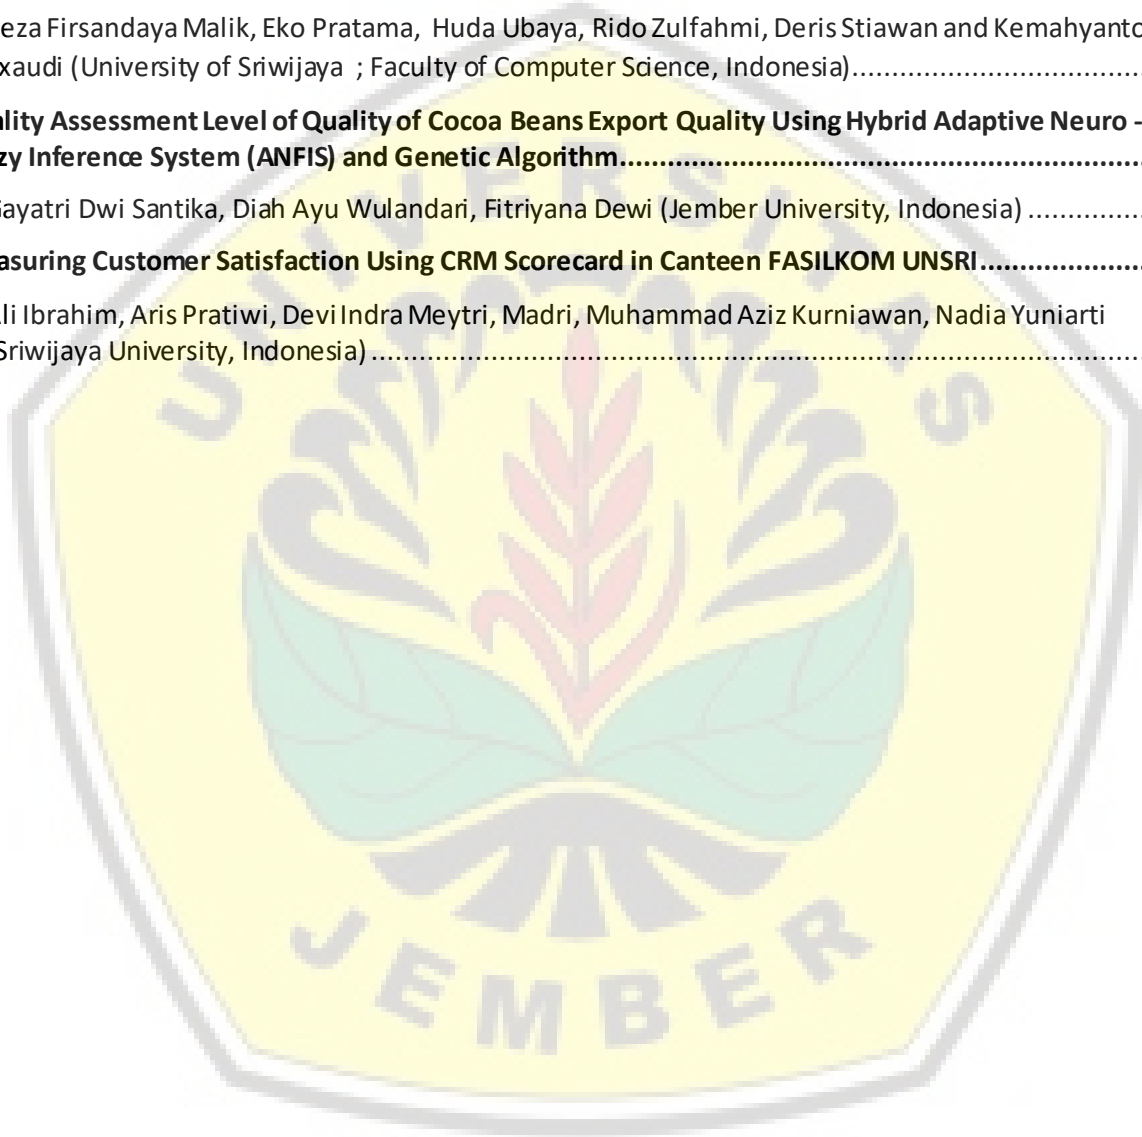 eza Firsandaya Malik, Eko Pratama, Huda Ubaya, Rido Zulfahmi, Deris Stiawan and Kemahyanto
xaudi (University of Sriwijaya ; Faculty of Computer Science, Indonesia)....................................
lity Assessment Level of Quality of Cocoa Beans Export Quality Using Hybrid Adaptive Neuro -
zy Inference System (ANFIS) and Genetic Algorithm....................................................................
ayatri Dwi Santika, Diah Ayu Wulandari, Fitriyana Dewi (Jember University, Indonesia) ...............
asuring Customer Satisfaction Using CRM Scorecard in Canteen FASILKOM UNSRI.....................
li Ibrahim, Aris Pratiwi, Devi Indra Meytri, Madri, Muhammad Aziz Kurniawan, Nadia Yuniarti
Sriwijaya University, Indonesia) ....................................................................................................
UNIVERSITAS
JEMBER